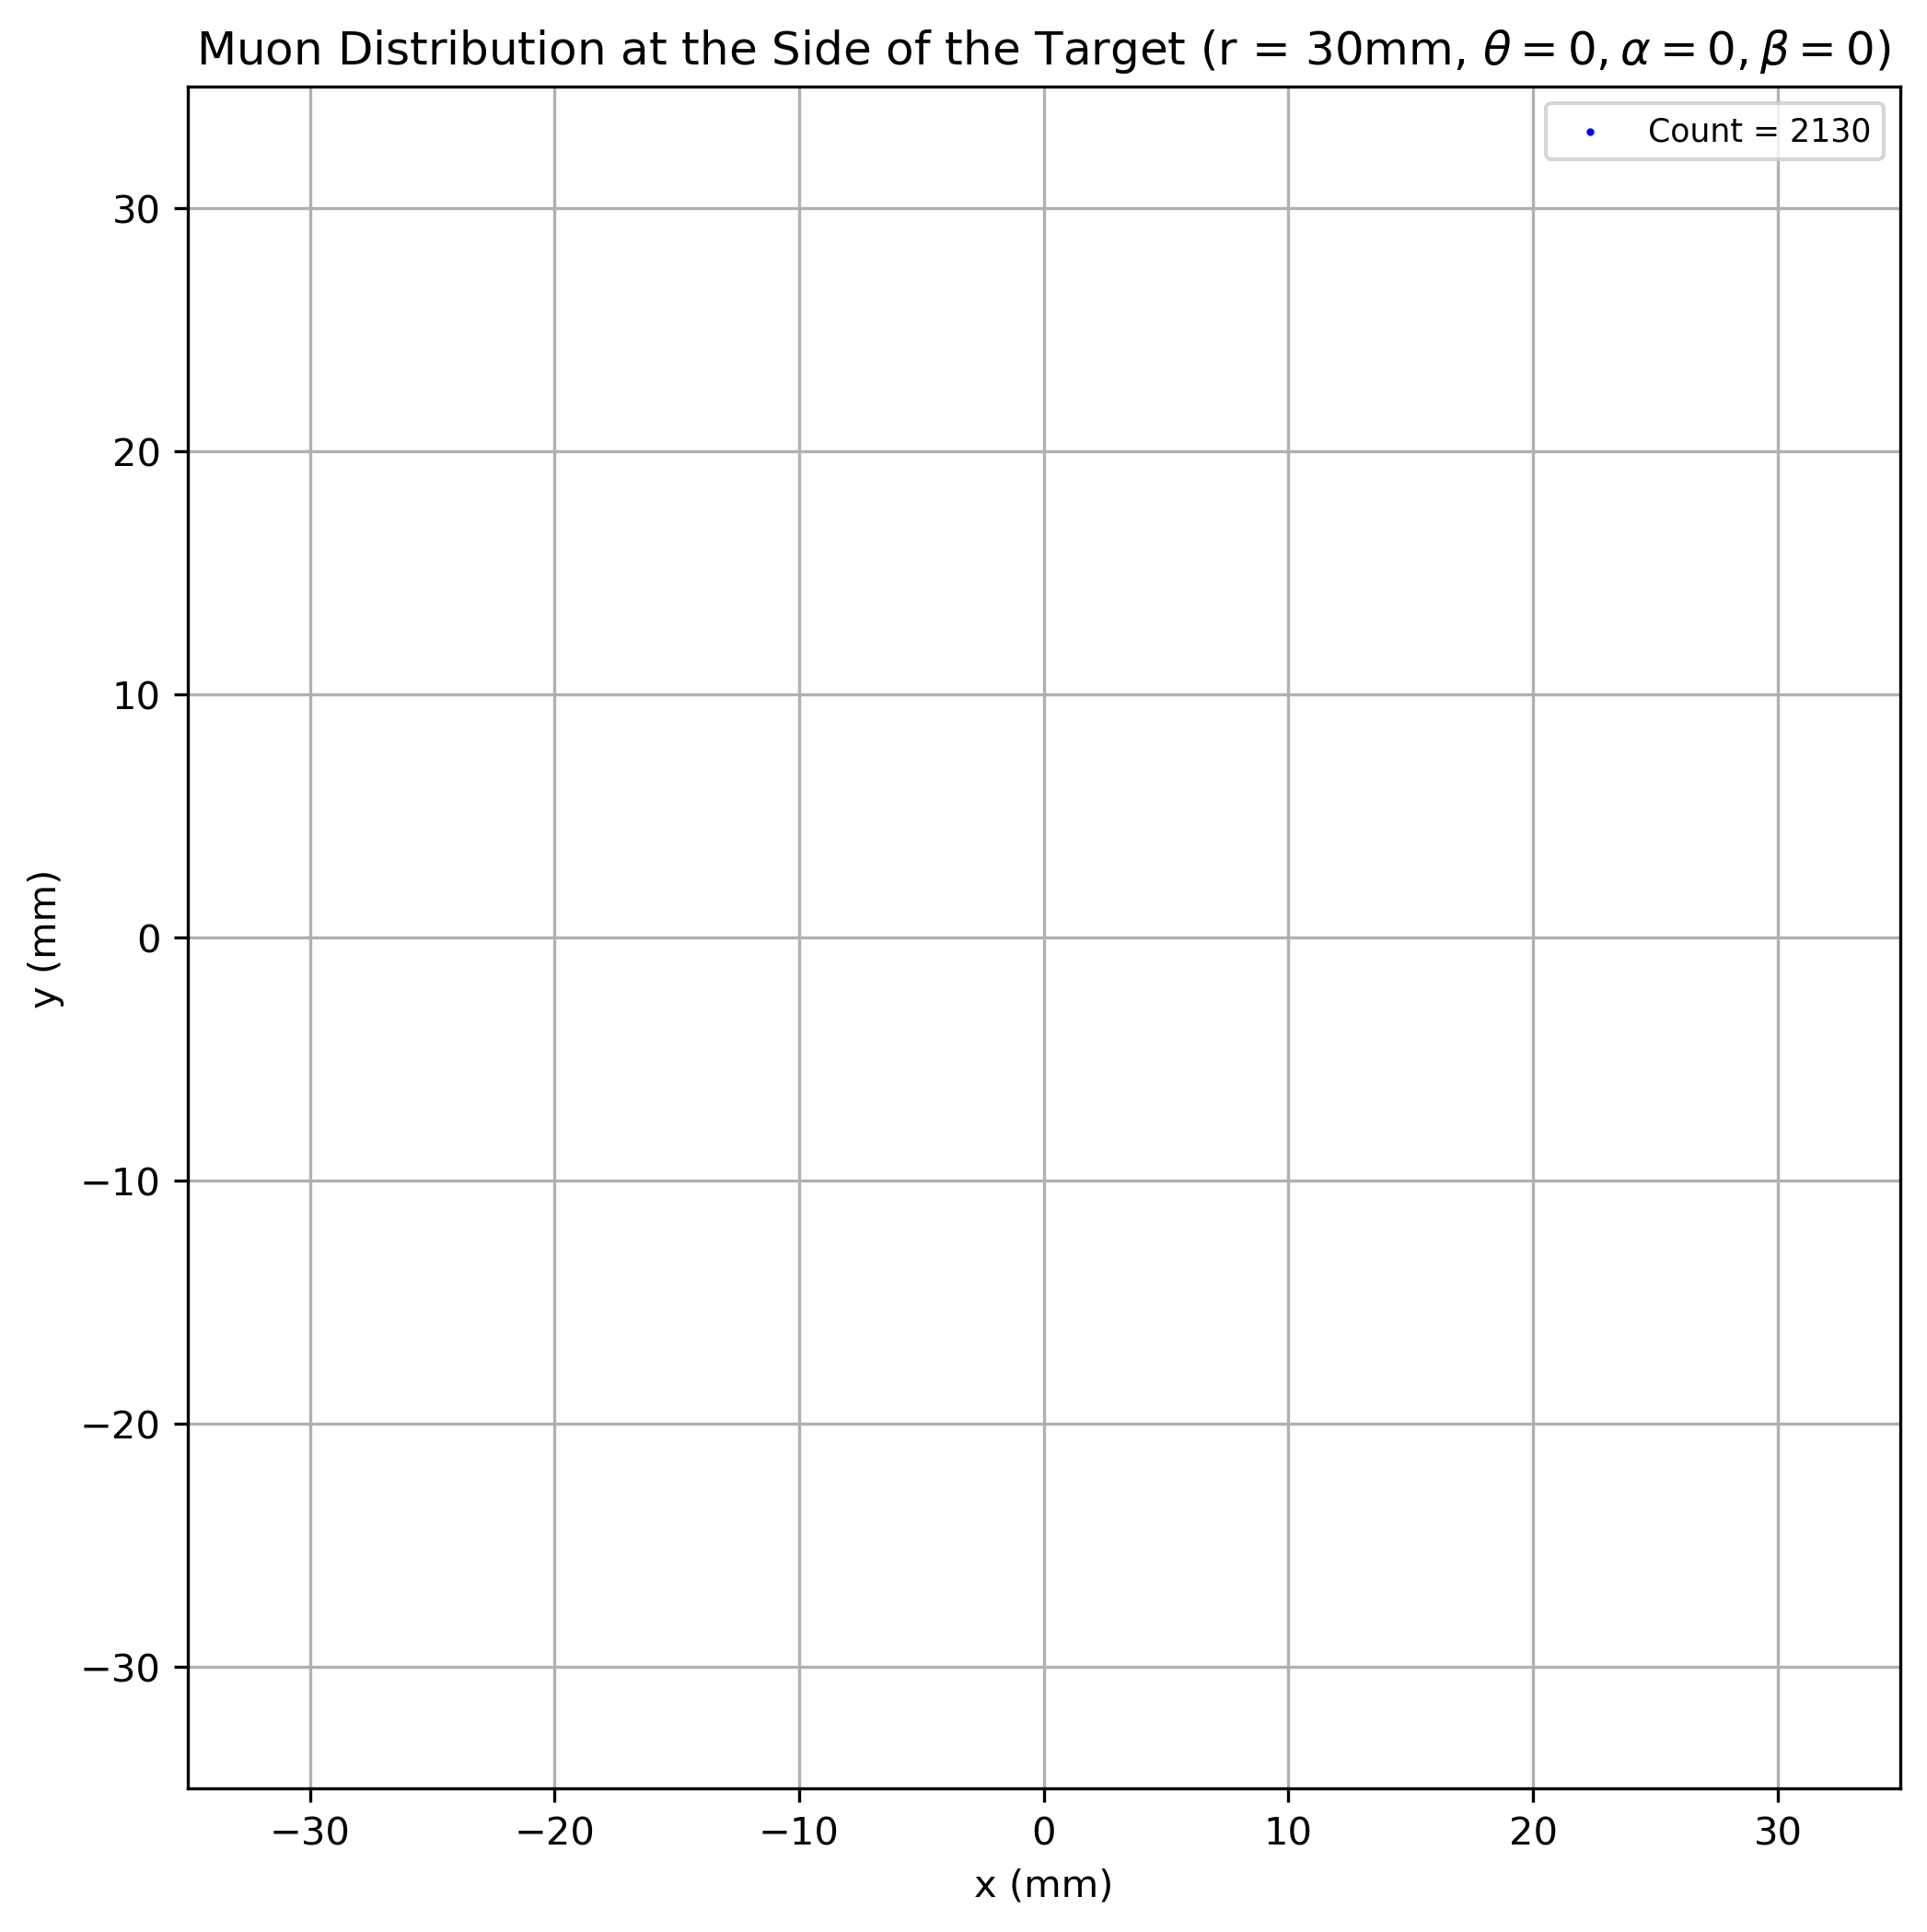 Muon Distribution at the Side of the Target (r = 30mm, θ = 0, α = 0, β = 0)
Count = 2130
30
20
10
0
−10
−20
−30
y (mm)
−30 −20 −10 0 10 20 30
x (mm)